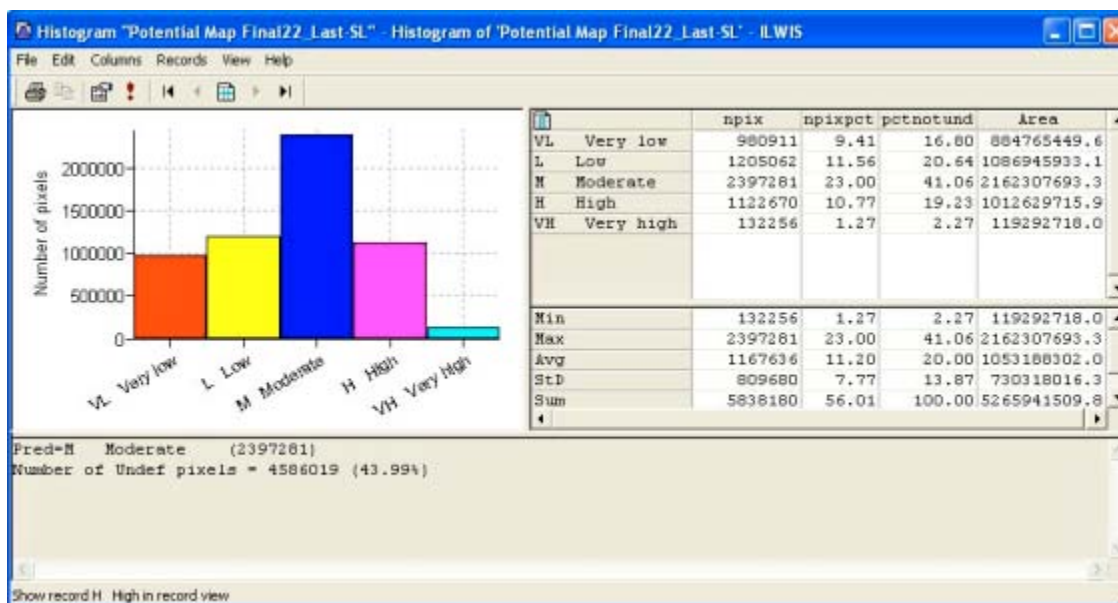 Histogram "Potential Map Final22_Last-SL" - Histogram of 'Potential Map Final22_Last-SL' - ILWIS
File Edit Columns Records View Help
Number of pixels
2000000
1500000
1000000
500000
0
VL Very low
L Low
M Moderate
H High
VH Very high
npix npixpct pctnotund Area
VL Very low 980911 9.41 16.80 884765449.6
L Low 1205062 11.56 20.64 1086945933.1
M Moderate 2397281 23.00 41.06 2162307693.3
H High 1122670 10.77 19.23 1012629715.9
VH Very high 132256 1.27 2.27 119292718.0
Min 132256 1.27 2.27 119292718.0
Max 2397281 23.00 41.06 2162307693.3
Avg 1167636 11.20 20.00 1053188302.0
StD 809680 7.77 13.87 730318016.3
Sum 5838180 56.01 100.00 5265941509.8
Pred=M Moderate (2397281)
Number of Undef pixels = 4586019 (43.99%)
Show record H High in record view